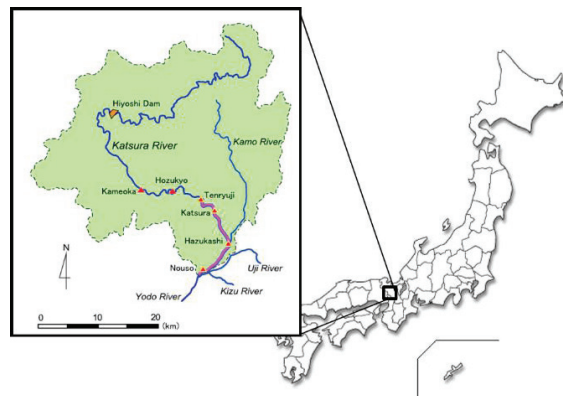 Hiyoshi Dam
Katsura River
Kamo River
Hozukyo
Kameoka
Tenryuji
Katsura
Hazukashi
N
Nouso
Uji River
Kizu River
Yodo River
0 10 20
(km)